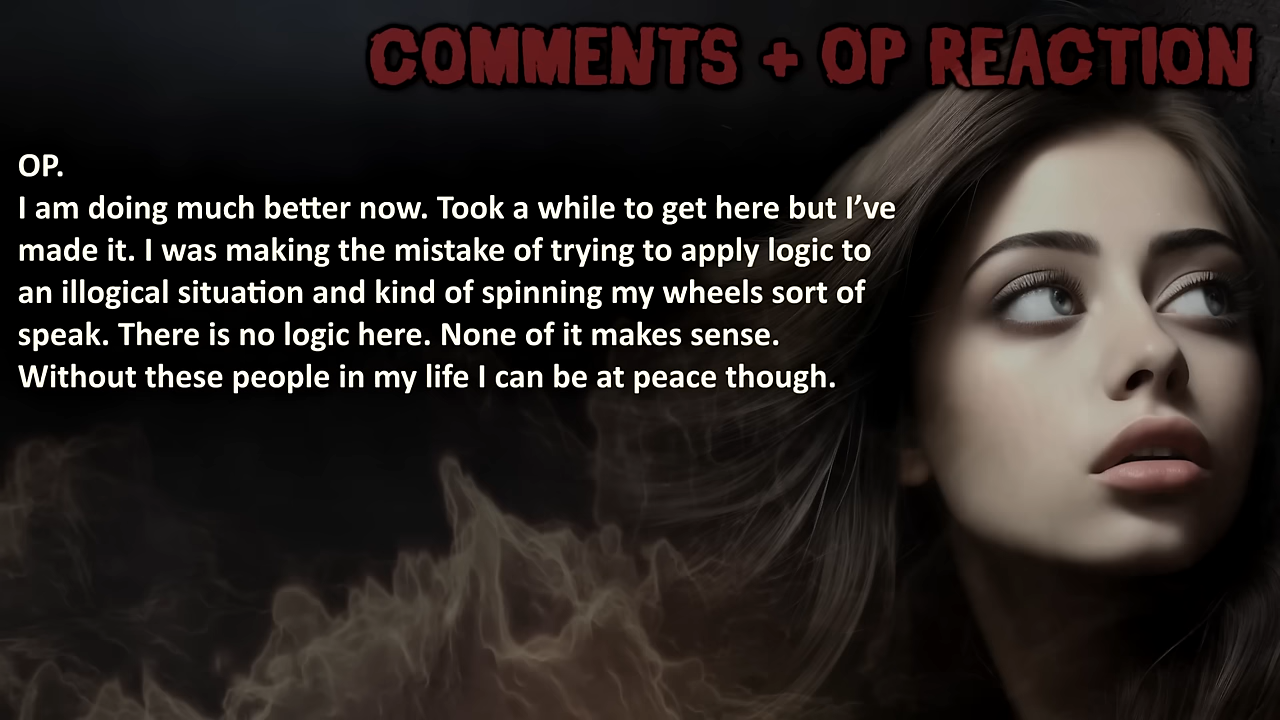 COMMENTS + OP REACTION
OP.
I am doing much better now. Took a while to get here but I’ve
made it. I was making the mistake of trying to apply logic to
an illogical situation and kind of spinning my wheels sort of
speak. There is no logic here. None of it makes sense.
Without these people in my life I can be at peace though.